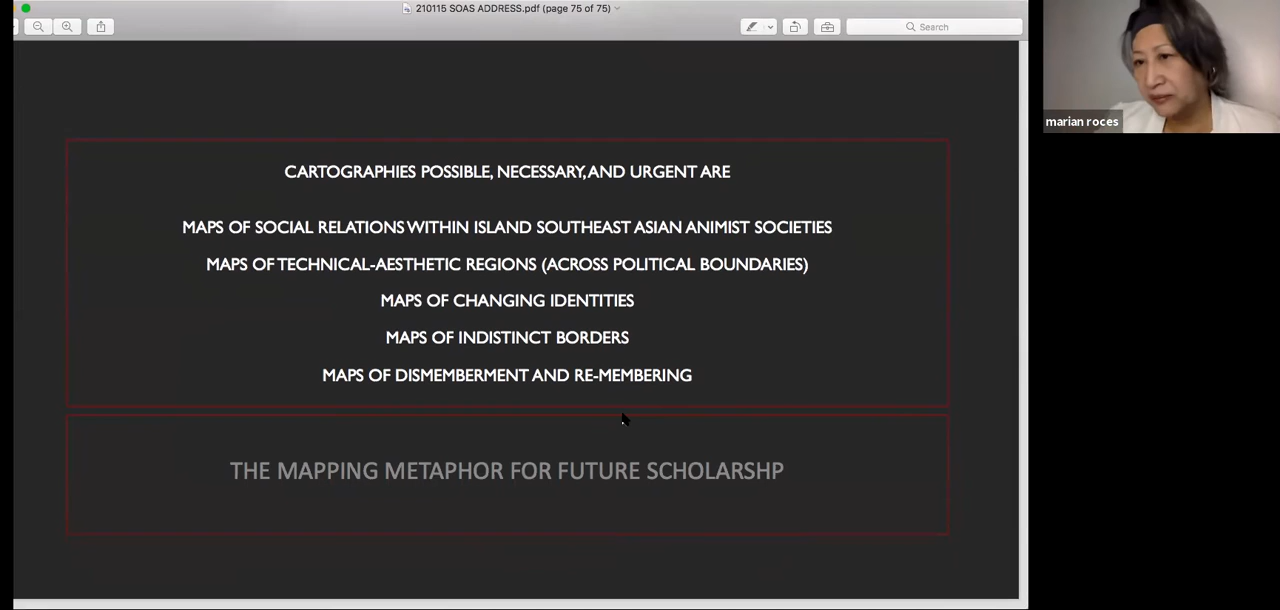 210115 SOAS ADDRESS.pdf (page 75 of 75)
Search
marian roces
CARTOGRAPHIES POSSIBLE, NECESSARY, AND URGENT ARE
MAPS OF SOCIAL RELATIONS WITHIN ISLAND SOUTHEAST ASIAN ANIMIST SOCIETIES
MAPS OF TECHNICAL-AESTHETIC REGIONS (ACROSS POLITICAL BOUNDARIES)
MAPS OF CHANGING IDENTITIES
MAPS OF INDISTINCT BORDERS
MAPS OF DISMEMBERMENT AND RE-MEMBERING
THE MAPPING METAPHOR FOR FUTURE SCHOLARSHP